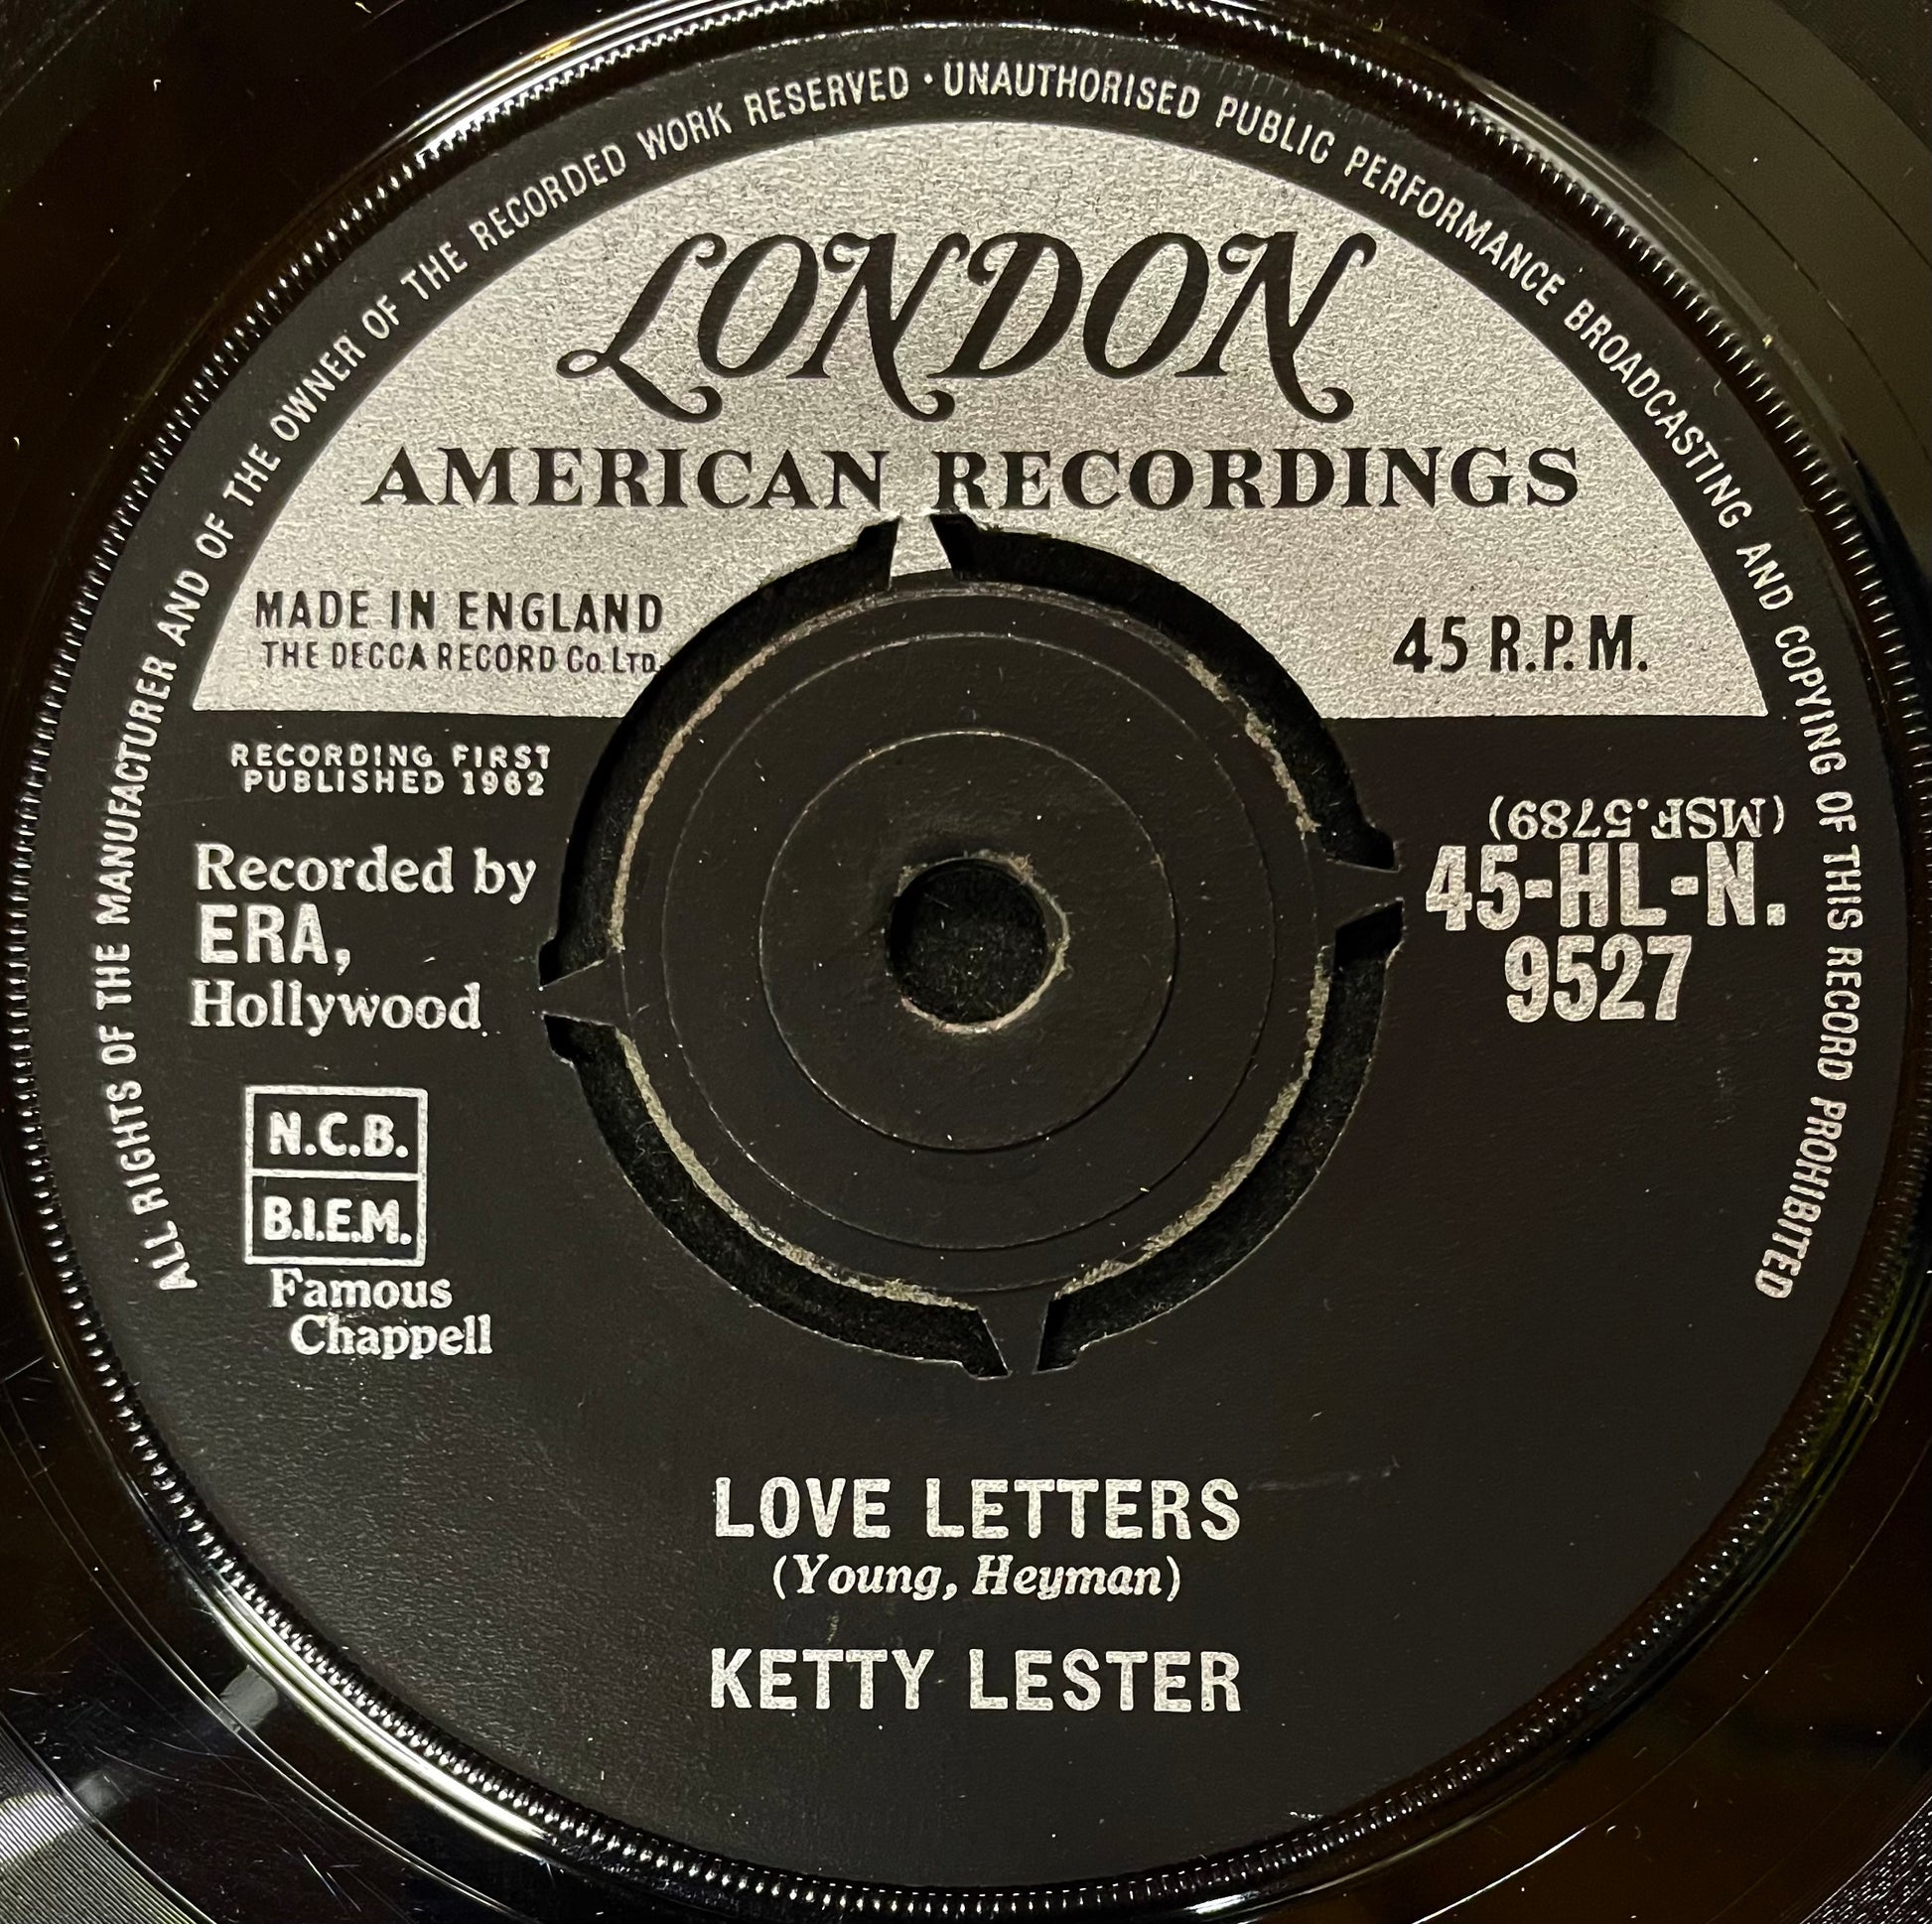 ALL RIGHTS OF THE MANUFACTURER AND OF THE OWNER OF THE RECORDED WORK RESERVED · UNAUTHORISED PUBLIC PERFORMANCE BROADCASTING AND COPYING OF THIS RECORD PROHIBITED
LONDON
AMERICAN RECORDINGS
MADE IN ENGLAND
THE DECCA RECORD Co. LTD.
45 R.P.M.
RECORDING FIRST
PUBLISHED 1962
Recorded by
ERA,
Hollywood
(MSF.5789)
45-HL-N.
9527
N.C.B.
B.I.E.M.
Famous
Chappell
LOVE LETTERS
(Young, Heyman)
KETTY LESTER